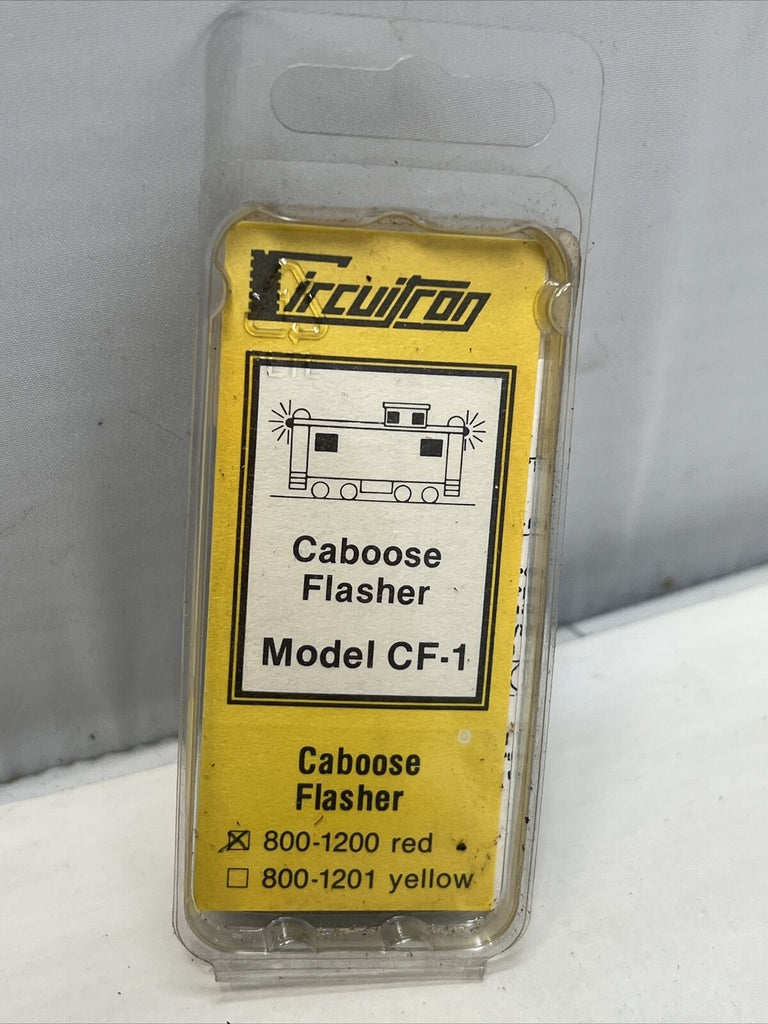 Circuitron
Caboose
Flasher
Model CF-1
Caboose
Flasher
☒ 800-1200 red
☐ 800-1201 yellow